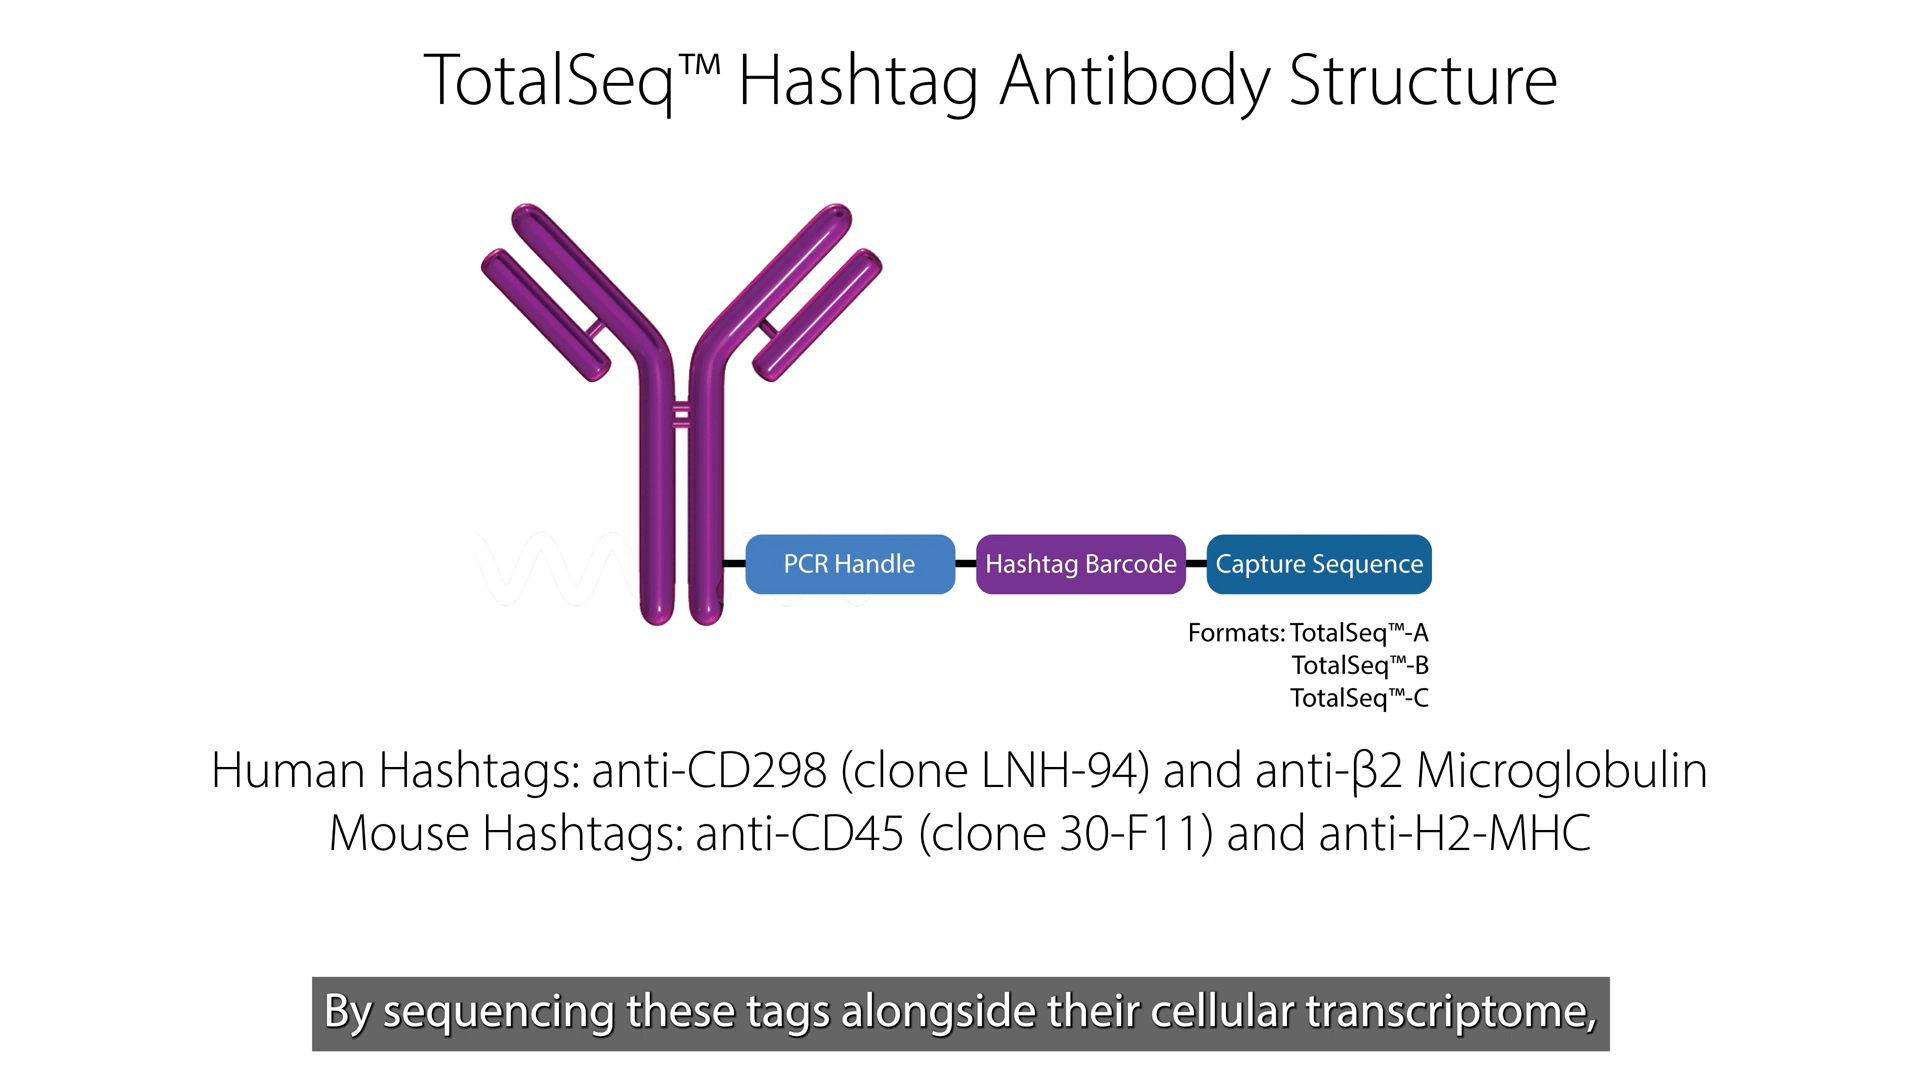 TotalSeq™ Hashtag Antibody Structure
PCR Handle
Hashtag Barcode
Capture Sequence
Formats: TotalSeq™-A
TotalSeq™-B
TotalSeq™-C
Human Hashtags: anti-CD298 (clone LNH-94) and anti-β2 Microglobulin
Mouse Hashtags: anti-CD45 (clone 30-F11) and anti-H2-MHC
By sequencing these tags alongside their cellular transcriptome,